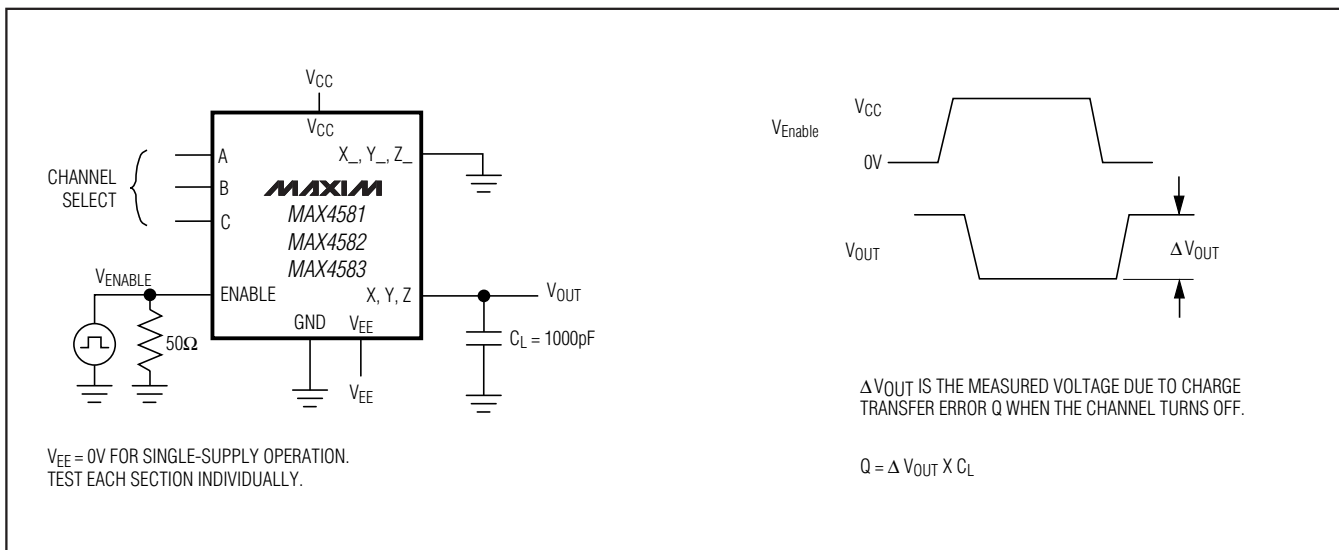 VCC
VCC
A
X_, Y_, Z_
CHANNEL
SELECT
B
MAXIM
C
MAX4581
MAX4582
MAX4583
VENABLE
ENABLE
X, Y, Z
VOUT
GND
VEE
50Ω
CL = 1000pF
VEE
VEE = 0V FOR SINGLE-SUPPLY OPERATION.
TEST EACH SECTION INDIVIDUALLY.
VCC
VEnable
0V
VOUT
ΔVOUT
ΔVOUT IS THE MEASURED VOLTAGE DUE TO CHARGE
TRANSFER ERROR Q WHEN THE CHANNEL TURNS OFF.
Q = ΔVOUT X CL